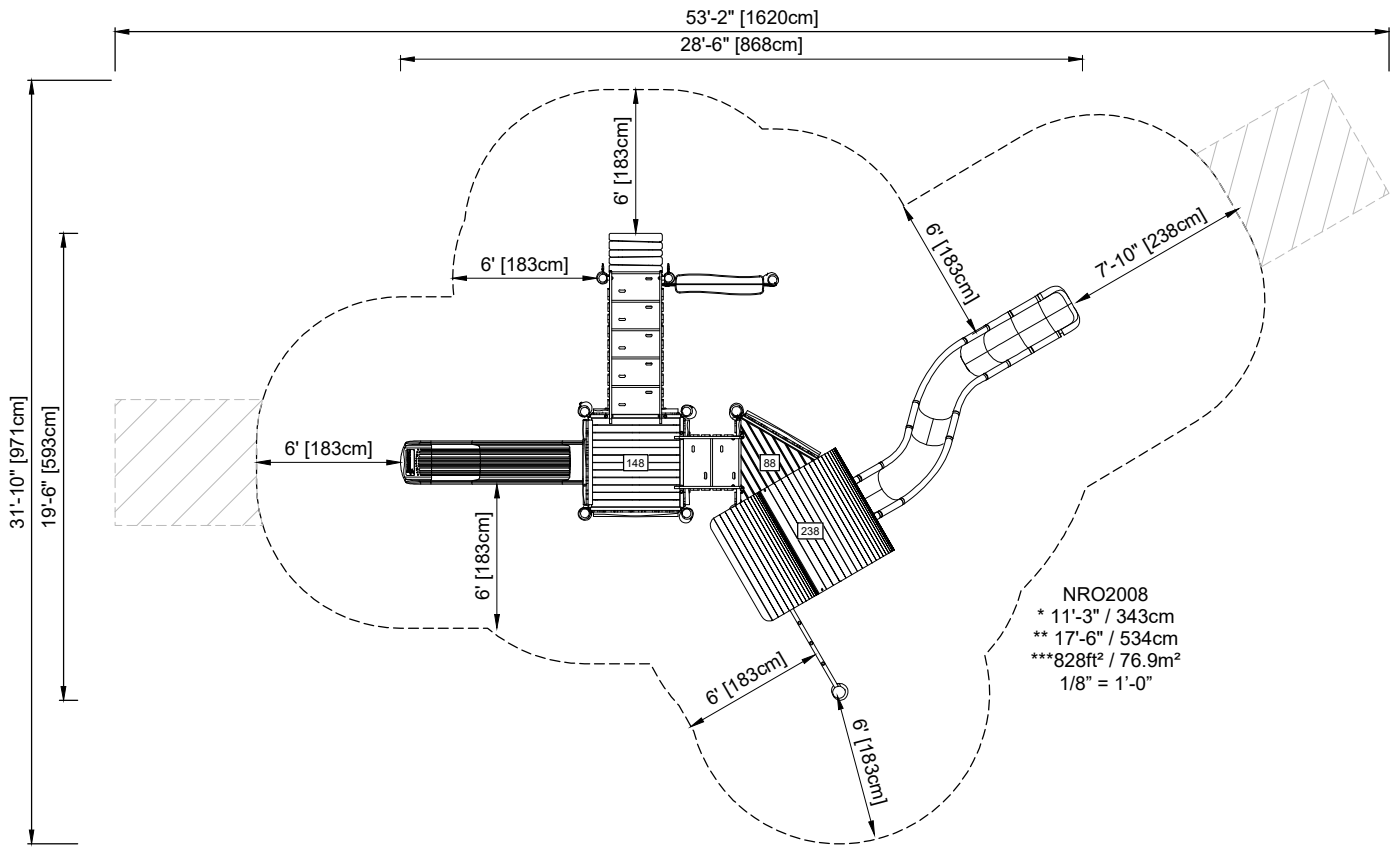 53'-2" [1620cm]
28'-6" [868cm]
6' [183cm]
6' [183cm]
6' [183cm]
7'-10" [238cm]
31'-10" [971cm]
19'-6" [593cm]
6' [183cm]
148
88
238
6' [183cm]
NRO2008
* 11'-3" / 343cm
** 17'-6" / 534cm
***828ft² / 76.9m²
1/8” = 1’-0”
6' [183cm]
6' [183cm]